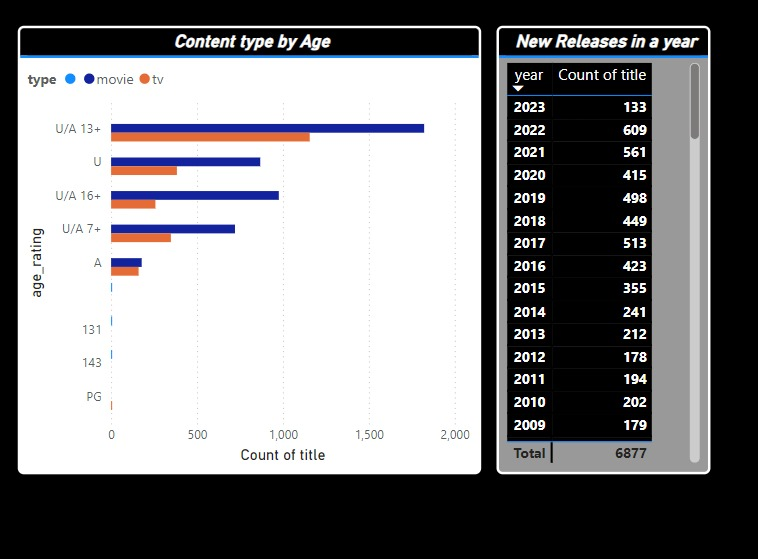 Content type by Age
type movie tv
U/A 13+
U
U/A 16+
U/A 7+
A
131
143
PG
age_rating
0 500 1,000 1,500 2,000
Count of title
New Releases in a year
year Count of title
2023 133
2022 609
2021 561
2020 415
2019 498
2018 449
2017 513
2016 423
2015 355
2014 241
2013 212
2012 178
2011 194
2010 202
2009 179
Total 6877